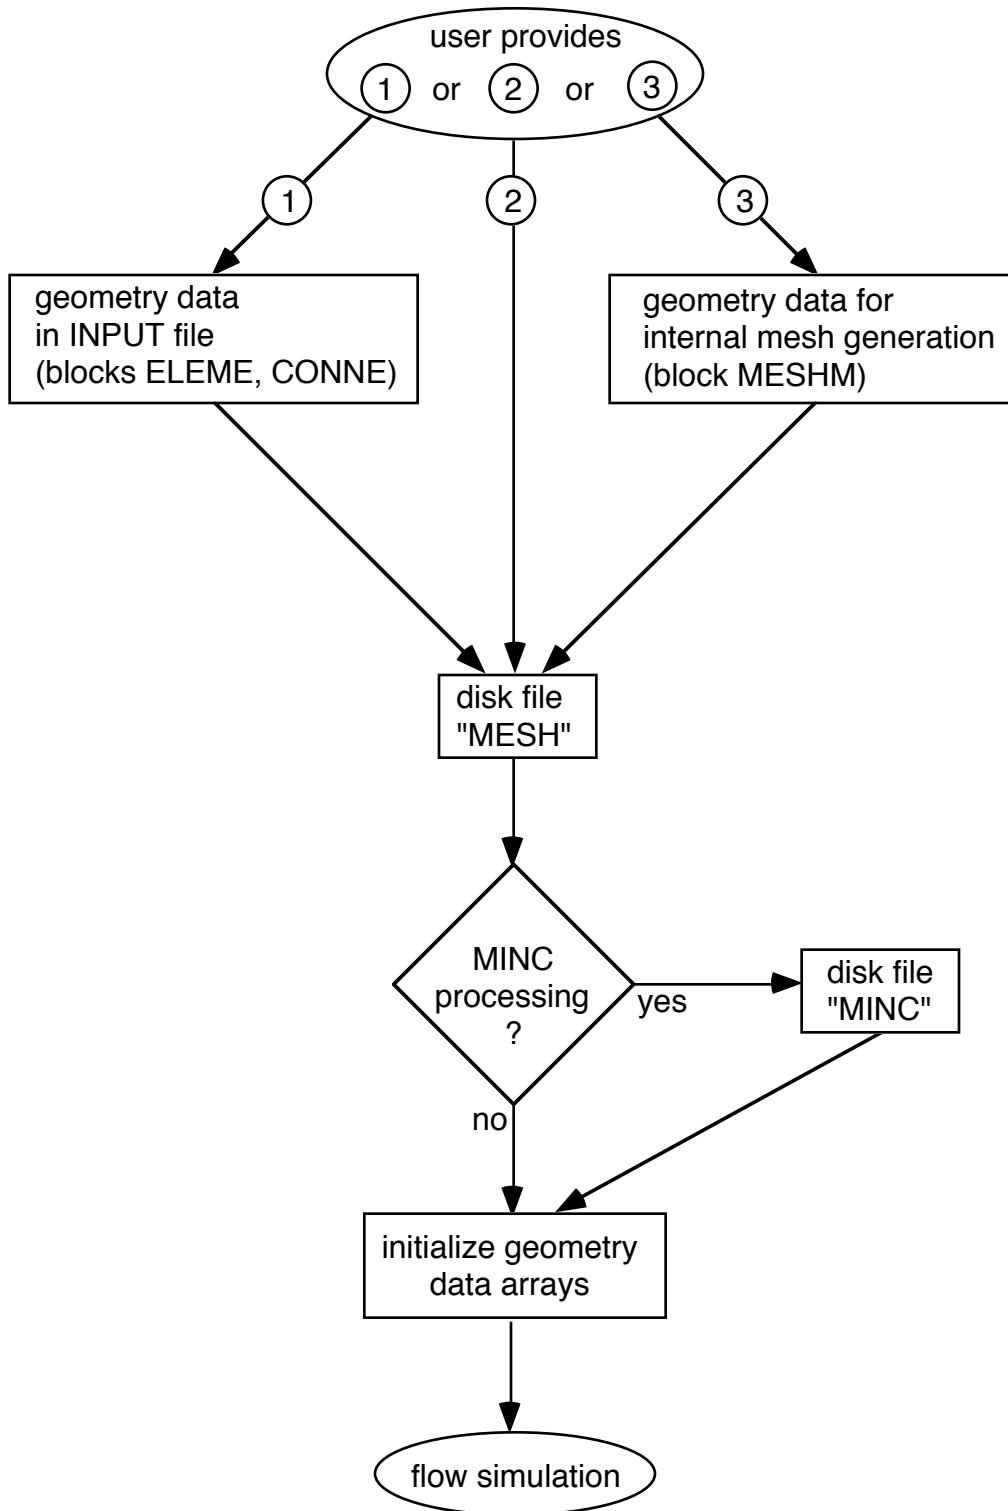 user provides
1 or 2 or 3
1
2
3
geometry data
in INPUT file
(blocks ELEME, CONNE)
geometry data for
internal mesh generation
(block MESHM)
disk file
"MESH"
MINC
processing
?
yes
disk file
"MINC"
no
initialize geometry
data arrays
flow simulation